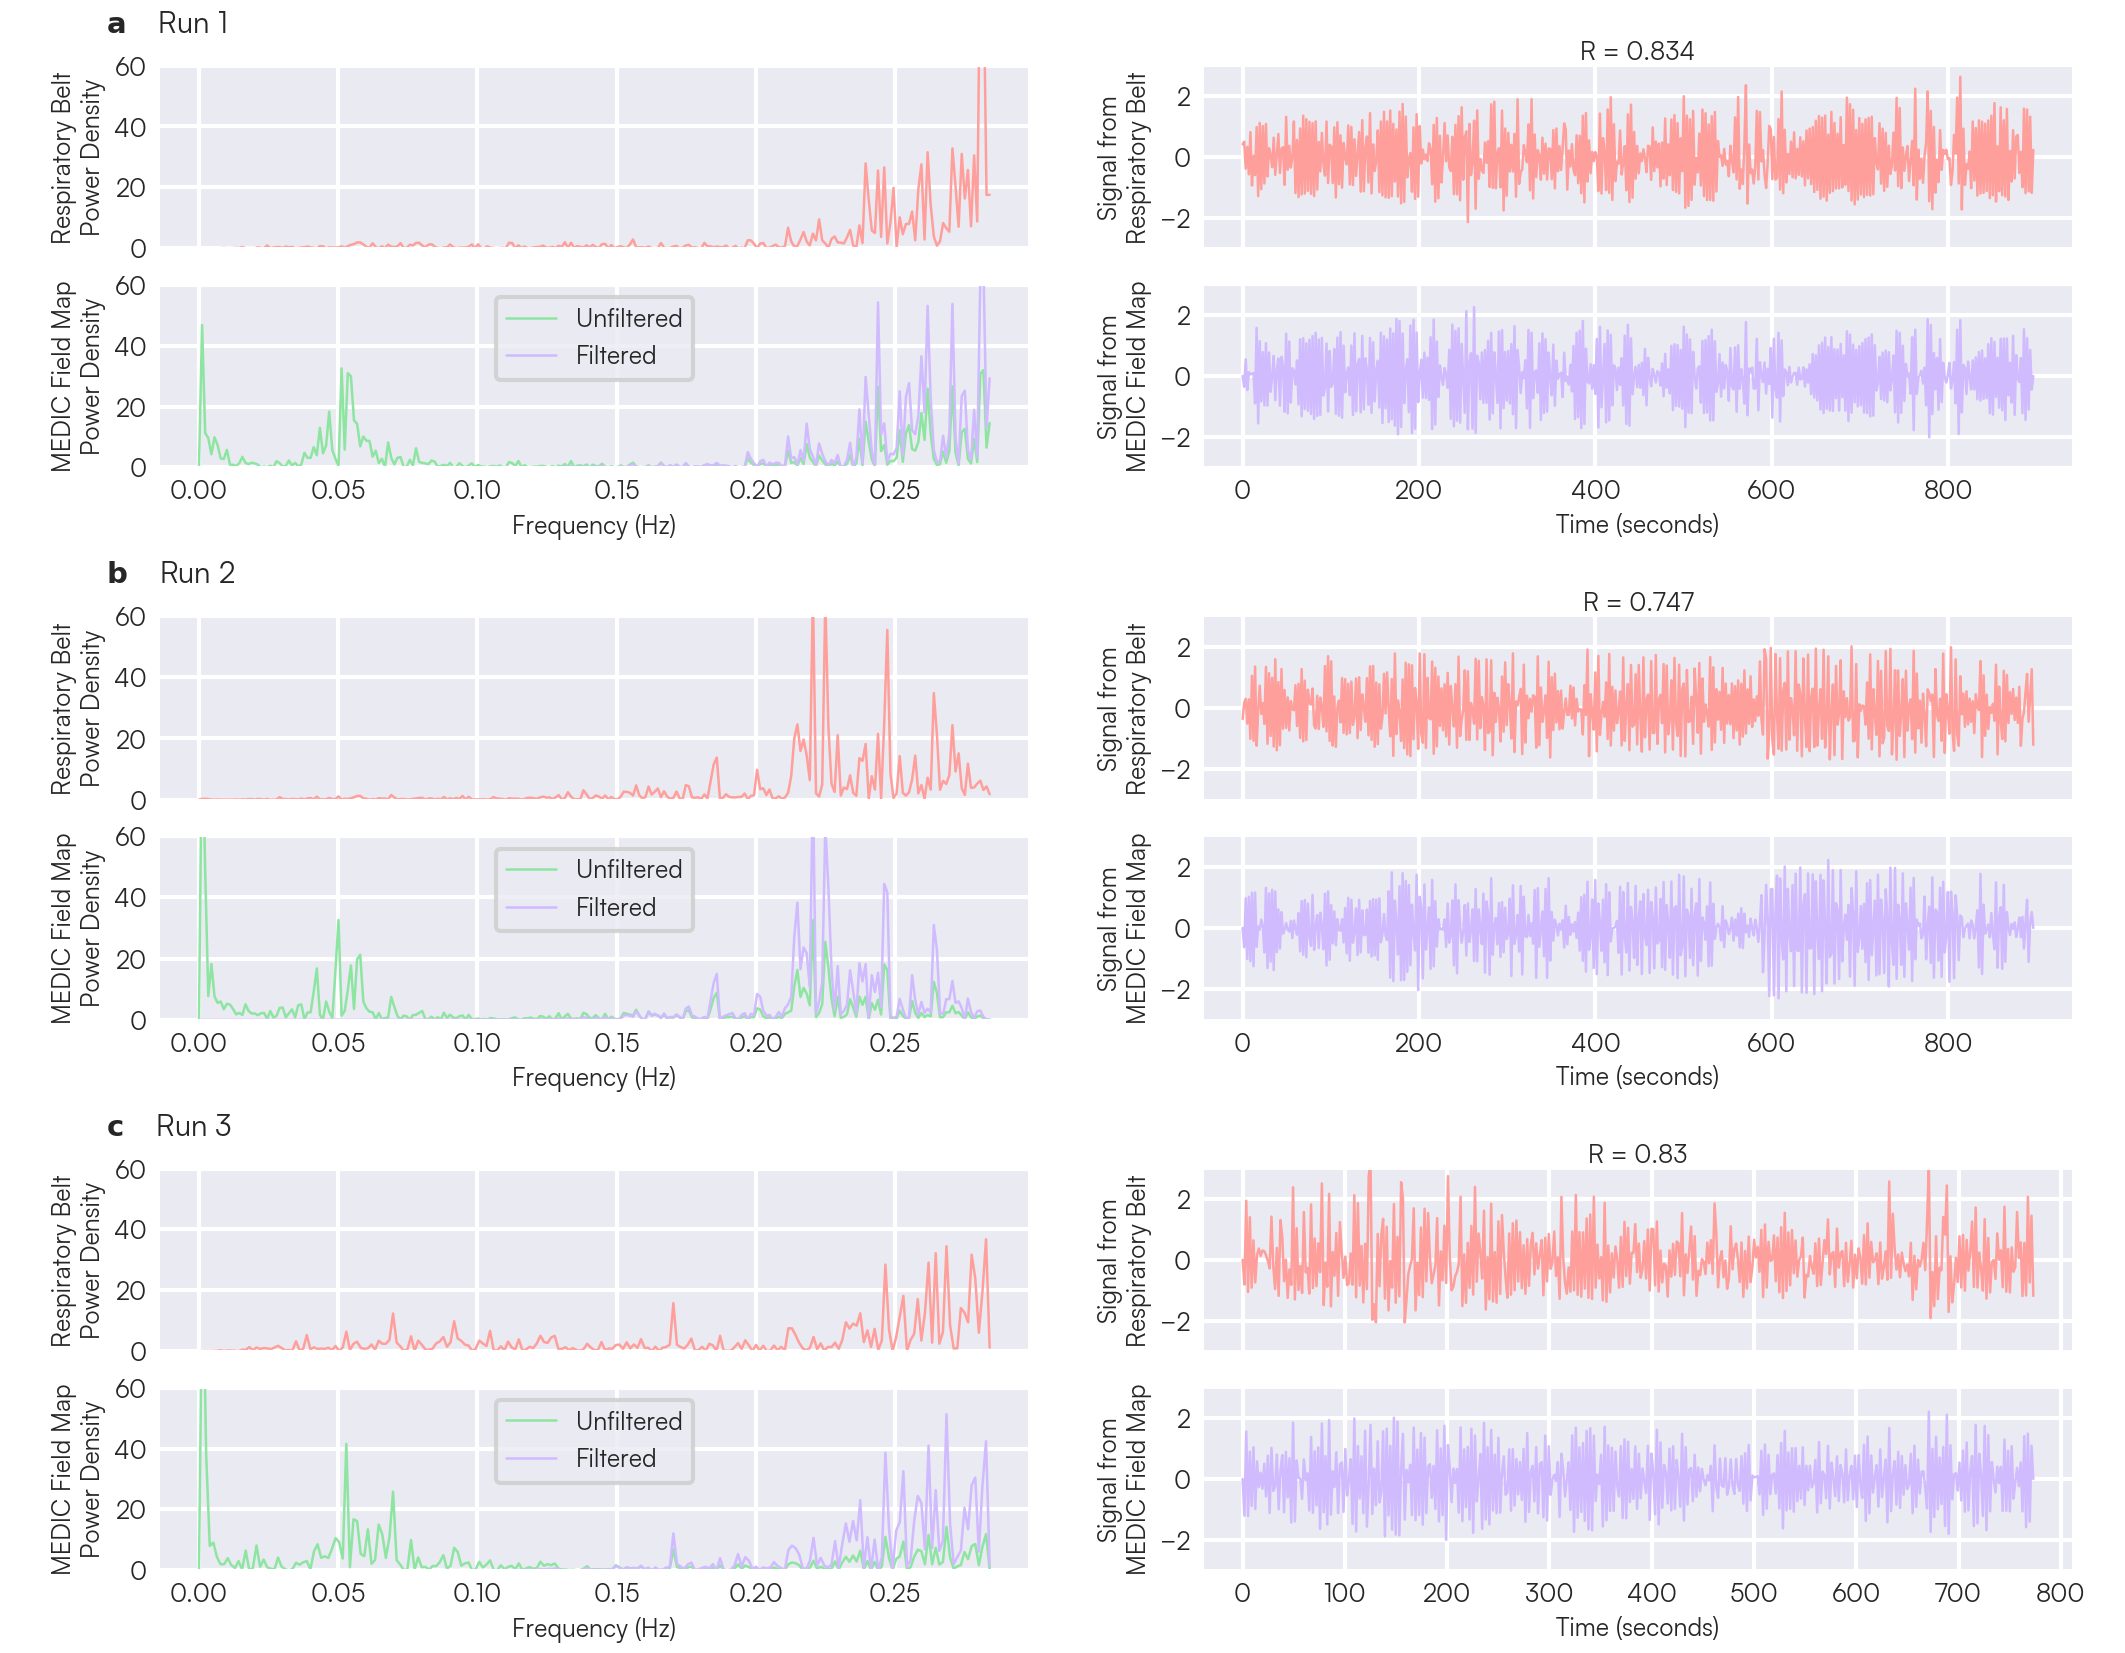 a Run 1
Respiratory Belt
Power Density
60
40
20
0
R = 0.834
Signal from
Respiratory Belt
2
0
−2
MEDIC Field Map
Power Density
60
40
20
0
Unfiltered
Filtered
0.00 0.05 0.10 0.15 0.20 0.25
Frequency (Hz)
Signal from
MEDIC Field Map
2
0
−2
0 200 400 600 800
Time (seconds)
b Run 2
Respiratory Belt
Power Density
60
40
20
0
R = 0.747
Signal from
Respiratory Belt
2
0
−2
MEDIC Field Map
Power Density
60
40
20
0
Unfiltered
Filtered
0.00 0.05 0.10 0.15 0.20 0.25
Frequency (Hz)
Signal from
MEDIC Field Map
2
0
−2
0 200 400 600 800
Time (seconds)
c Run 3
Respiratory Belt
Power Density
60
40
20
0
R = 0.83
Signal from
Respiratory Belt
2
0
−2
MEDIC Field Map
Power Density
60
40
20
0
Unfiltered
Filtered
0.00 0.05 0.10 0.15 0.20 0.25
Frequency (Hz)
Signal from
MEDIC Field Map
2
0
−2
0 100 200 300 400 500 600 700 800
Time (seconds)